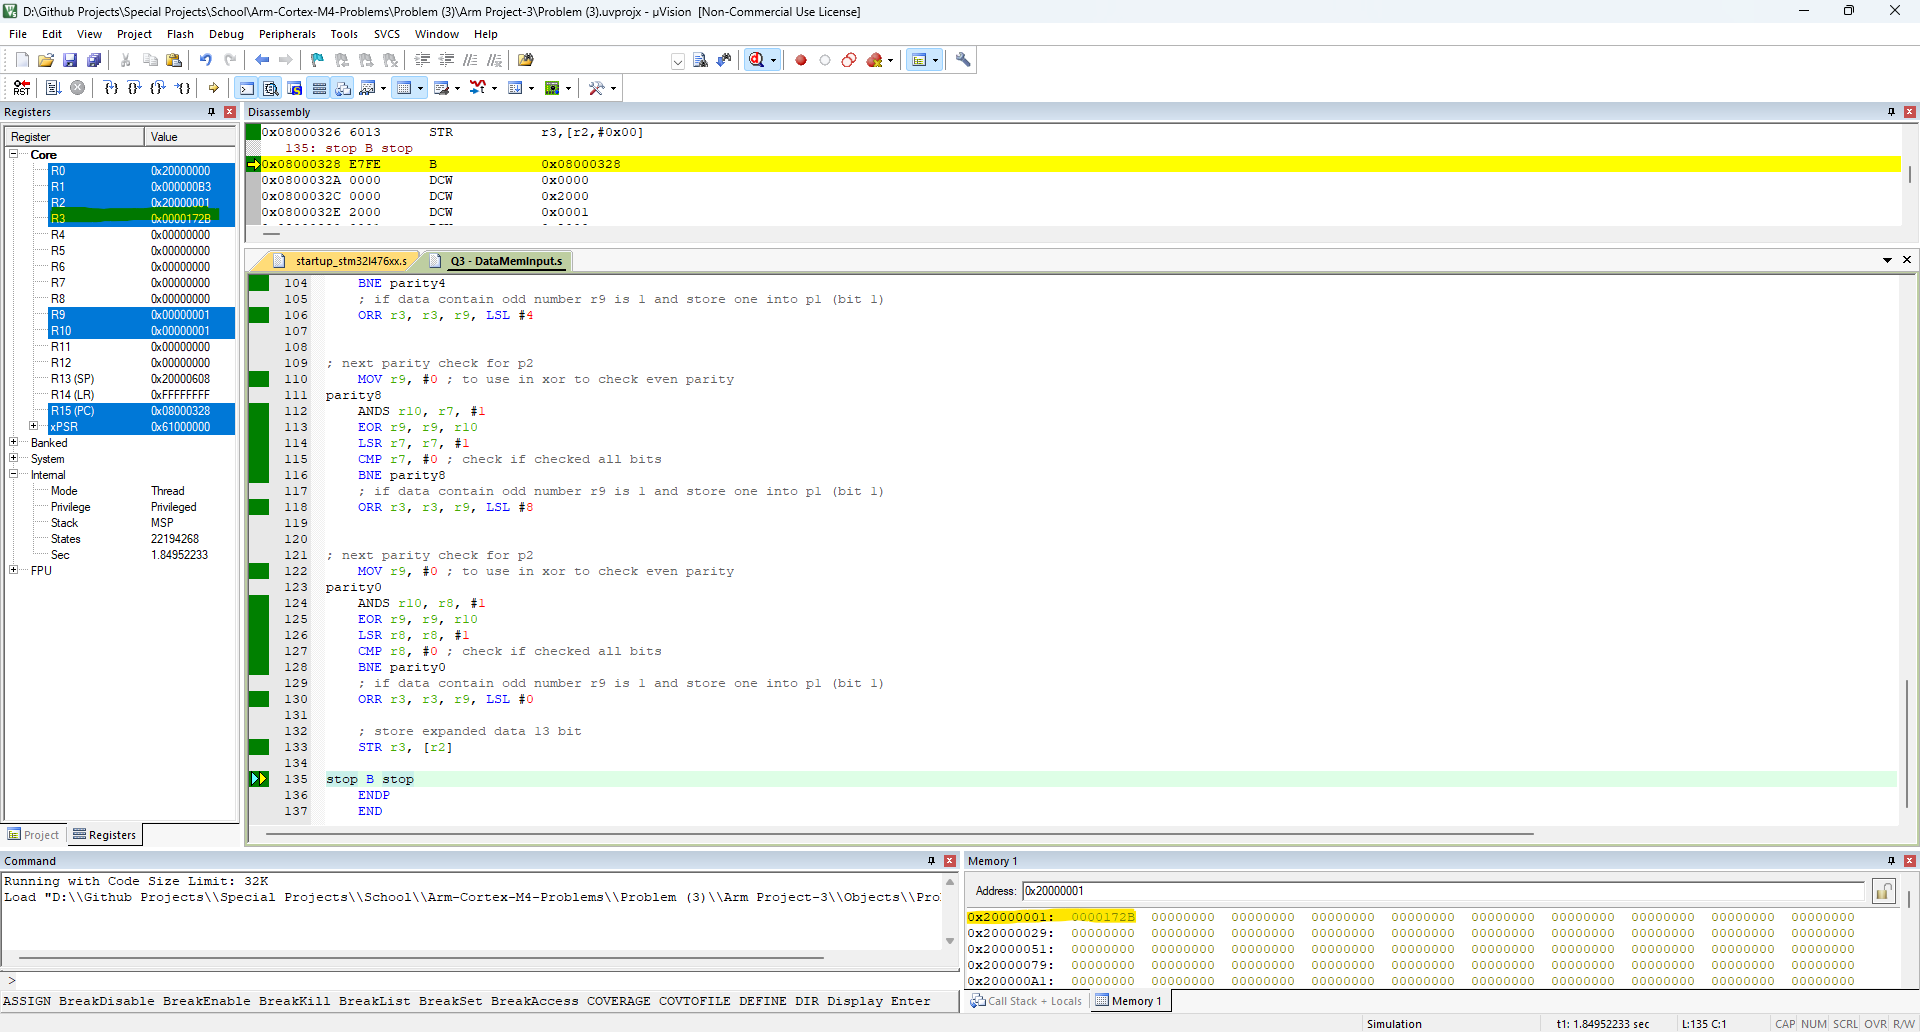 D:\Github Projects\Special Projects\School\Arm-Cortex-M4-Problems\Problem (3)\Arm Project-3\Problem (3).uvprojx - µVision  [Non-Commercial Use License]
File Edit View Project Flash Debug Peripherals Tools SVCS Window Help
Registers
Register Value
Core
R0 0x20000000
R1 0x000000B3
R2 0x20000001
R3 0x0000172B
R4 0x00000000
R5 0x00000000
R6 0x00000000
R7 0x00000000
R8 0x00000000
R9 0x00000001
R10 0x00000001
R11 0x00000000
R12 0x00000000
R13 (SP) 0x20000608
R14 (LR) 0xFFFFFFFF
R15 (PC) 0x08000328
xPSR 0x61000000
Banked
System
Internal
Mode Thread
Privilege Privileged
Stack MSP
States 22194268
Sec 1.84952233
FPU
Project Registers
Disassembly
0x08000326 6013 STR r3,[r2,#0x00]
135: stop B stop
0x08000328 E7FE B 0x08000328
0x0800032A 0000 DCW 0x0000
0x0800032C 0000 DCW 0x2000
0x0800032E 2000 DCW 0x0001
startup_stm32l476xx.s Q3 - DataMemInput.s
104 BNE parity4
105 ; if data contain odd number r9 is 1 and store one into p1 (bit 1)
106 ORR r3, r3, r9, LSL #4
107
108
109 ; next parity check for p2
110 MOV r9, #0 ; to use in xor to check even parity
111 parity8
112 ANDS r10, r7, #1
113 EOR r9, r9, r10
114 LSR r7, r7, #1
115 CMP r7, #0 ; check if checked all bits
116 BNE parity8
117 ; if data contain odd number r9 is 1 and store one into p1 (bit 1)
118 ORR r3, r3, r9, LSL #8
119
120
121 ; next parity check for p2
122 MOV r9, #0 ; to use in xor to check even parity
123 parity0
124 ANDS r10, r8, #1
125 EOR r9, r9, r10
126 LSR r8, r8, #1
127 CMP r8, #0 ; check if checked all bits
128 BNE parity0
129 ; if data contain odd number r9 is 1 and store one into p1 (bit 1)
130 ORR r3, r3, r9, LSL #0
131
132 ; store expanded data 13 bit
133 STR r3, [r2]
134
135 stop B stop
136 ENDP
137 END
Command
Running with Code Size Limit: 32K
Load "D:\\Github Projects\\Special Projects\\School\\Arm-Cortex-M4-Problems\\Problem (3)\\Arm Project-3\\Objects\\Pro
>
ASSIGN BreakDisable BreakEnable BreakKill BreakList BreakSet BreakAccess COVERAGE COVTOFILE DEFINE DIR Display Enter
Memory 1
Address: 0x20000001
0x20000001: 0000172B 00000000 00000000 00000000 00000000 00000000 00000000 00000000 00000000 00000000
0x20000029: 00000000 00000000 00000000 00000000 00000000 00000000 00000000 00000000 00000000 00000000
0x20000051: 00000000 00000000 00000000 00000000 00000000 00000000 00000000 00000000 00000000 00000000
0x20000079: 00000000 00000000 00000000 00000000 00000000 00000000 00000000 00000000 00000000 00000000
0x200000A1: 00000000 00000000 00000000 00000000 00000000 00000000 00000000 00000000 00000000 00000000
Call Stack + Locals Memory 1
Simulation t1: 1.84952233 sec L:135 C:1 CAP NUM SCRL OVR R/W